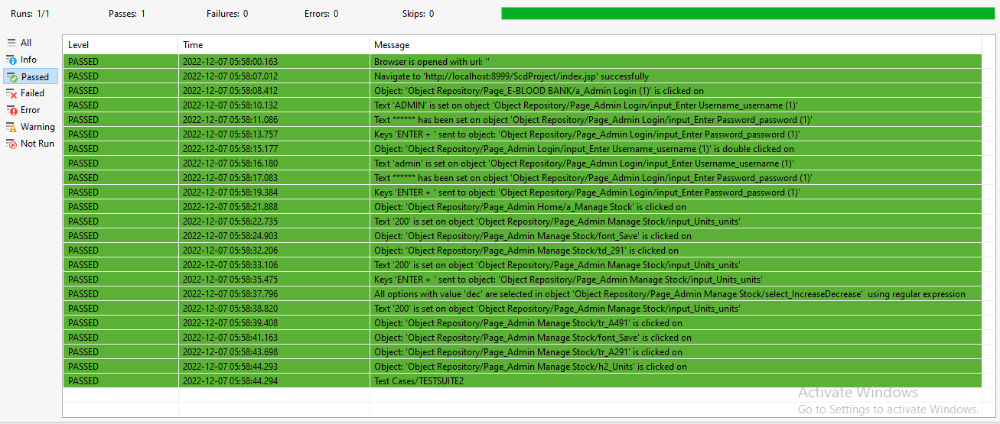 Runs: 1/1 Passes: 1 Failures: 0 Errors: 0 Skips: 0
All
Info
Passed
Failed
Error
Warning
Not Run
Level Time Message
PASSED 2022-12-07 05:58:00.163 Browser is opened with url: ''
PASSED 2022-12-07 05:58:07.012 Navigate to 'http://localhost:8999/ScdProject/index.jsp' successfully
PASSED 2022-12-07 05:58:08.412 Object: 'Object Repository/Page_E-BLOOD BANK/a_Admin Login (1)' is clicked on
PASSED 2022-12-07 05:58:10.132 Text 'ADMIN' is set on object 'Object Repository/Page_Admin Login/input_Enter Username_username (1)'
PASSED 2022-12-07 05:58:11.086 Text ****** has been set on object 'Object Repository/Page_Admin Login/input_Enter Password_password (1)'
PASSED 2022-12-07 05:58:13.757 Keys 'ENTER + ' sent to object: 'Object Repository/Page_Admin Login/input_Enter Password_password (1)'
PASSED 2022-12-07 05:58:15.177 Object: 'Object Repository/Page_Admin Login/input_Enter Username_username (1)' is double clicked on
PASSED 2022-12-07 05:58:16.180 Text 'admin' is set on object 'Object Repository/Page_Admin Login/input_Enter Username_username (1)'
PASSED 2022-12-07 05:58:17.083 Text ****** has been set on object 'Object Repository/Page_Admin Login/input_Enter Password_password (1)'
PASSED 2022-12-07 05:58:19.384 Keys 'ENTER + ' sent to object: 'Object Repository/Page_Admin Login/input_Enter Password_password (1)'
PASSED 2022-12-07 05:58:21.888 Object: 'Object Repository/Page_Admin Home/a_Manage Stock' is clicked on
PASSED 2022-12-07 05:58:22.735 Text '200' is set on object 'Object Repository/Page_Admin Manage Stock/input_Units_units'
PASSED 2022-12-07 05:58:24.903 Object: 'Object Repository/Page_Admin Manage Stock/font_Save' is clicked on
PASSED 2022-12-07 05:58:32.206 Object: 'Object Repository/Page_Admin Manage Stock/td_291' is clicked on
PASSED 2022-12-07 05:58:33.106 Text '200' is set on object 'Object Repository/Page_Admin Manage Stock/input_Units_units'
PASSED 2022-12-07 05:58:35.475 Keys 'ENTER + ' sent to object: 'Object Repository/Page_Admin Manage Stock/input_Units_units'
PASSED 2022-12-07 05:58:37.796 All options with value 'dec' are selected in object 'Object Repository/Page_Admin Manage Stock/select_IncreaseDecrease'  using regular expression
PASSED 2022-12-07 05:58:38.820 Text '200' is set on object 'Object Repository/Page_Admin Manage Stock/input_Units_units'
PASSED 2022-12-07 05:58:39.408 Object: 'Object Repository/Page_Admin Manage Stock/tr_A491' is clicked on
PASSED 2022-12-07 05:58:41.163 Object: 'Object Repository/Page_Admin Manage Stock/font_Save' is clicked on
PASSED 2022-12-07 05:58:43.698 Object: 'Object Repository/Page_Admin Manage Stock/tr_A291' is clicked on
PASSED 2022-12-07 05:58:44.293 Object: 'Object Repository/Page_Admin Manage Stock/h2_Units' is clicked on
PASSED 2022-12-07 05:58:44.294 Test Cases/TESTSUITE2
Activate Windows
Go to Settings to activate Windows.